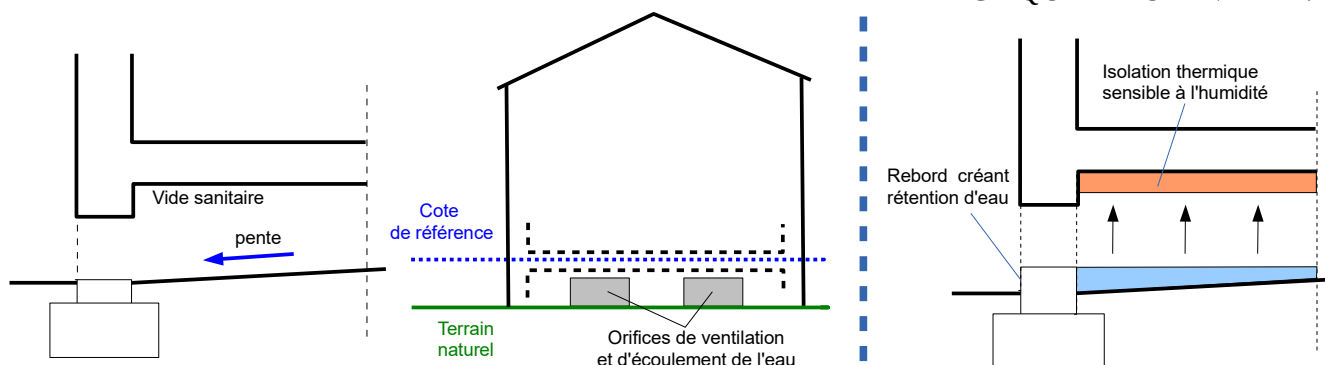 Vide sanitaire
pente
Cote
de référence
Terrain
naturel
Orifices de ventilation
et d'écoulement de l'eau
Isolation thermique
sensible à l'humidité
Rebord créant
rétention d'eau